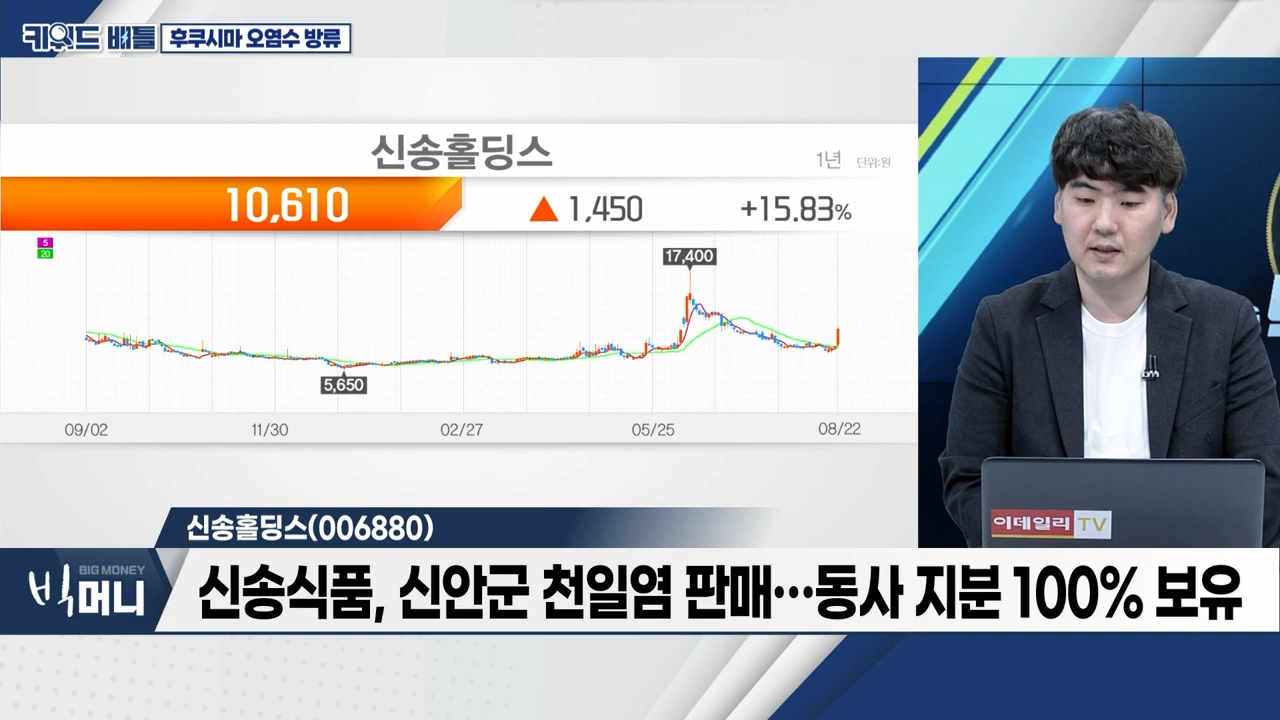 키워드 배틀
후쿠시마 오염수 방류
신송홀딩스
1년 단위:원
10,610
▲ 1,450
+15.83%
5
20
17,400
5,650
09/02 11/30 02/27 05/25 08/22
이데일리TV
신송홀딩스(006880)
BIG MONEY
빅머니
신송식품, 신안군 천일염 판매…동사 지분 100% 보유